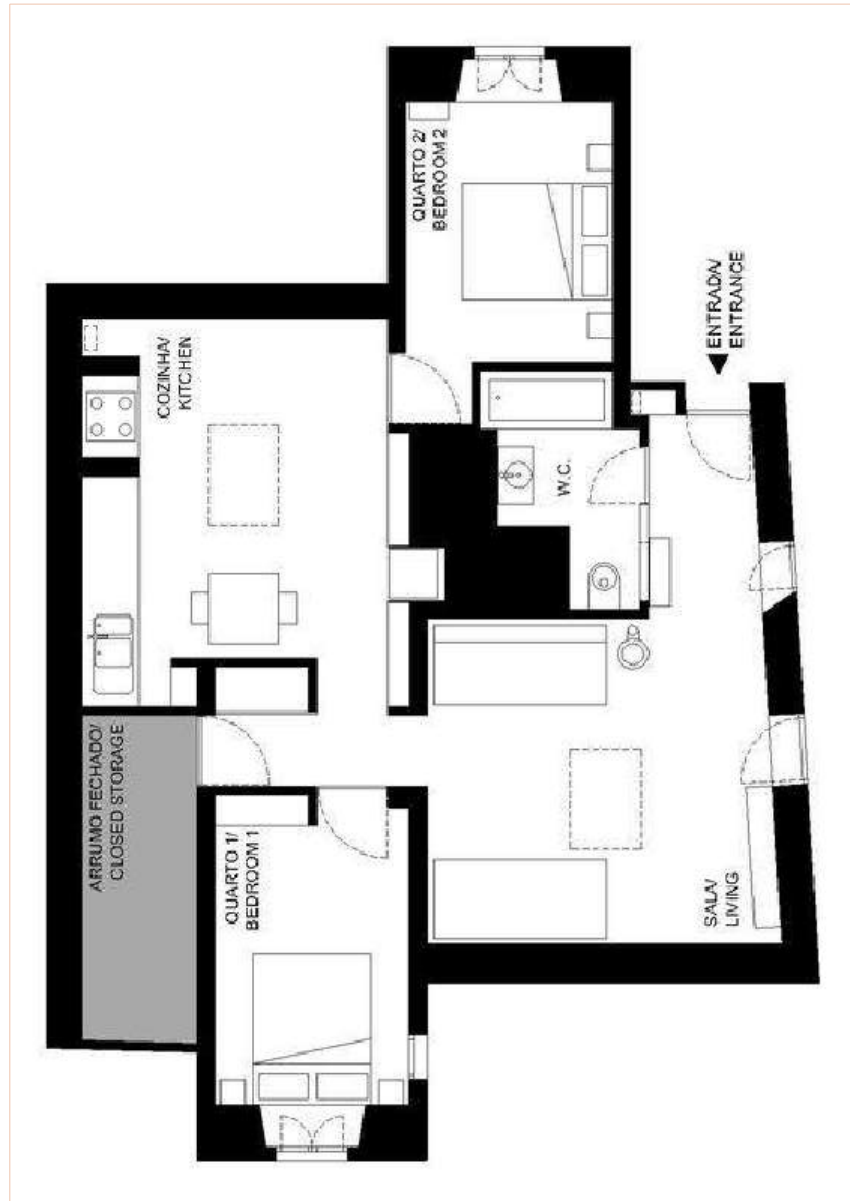 QUARTO 2/
BEDROOM 2
COZINHA/
KITCHEN
ENTRADA/
ENTRANCE
W.C.
ARRUMO FECHADO/
CLOSED STORAGE
QUARTO 1/
BEDROOM 1
SALA/
LIVING